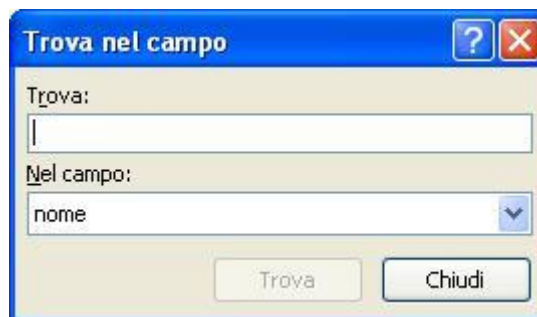 Trova nel campo
Trova:
Nel campo:
nome
Trova Chiudi